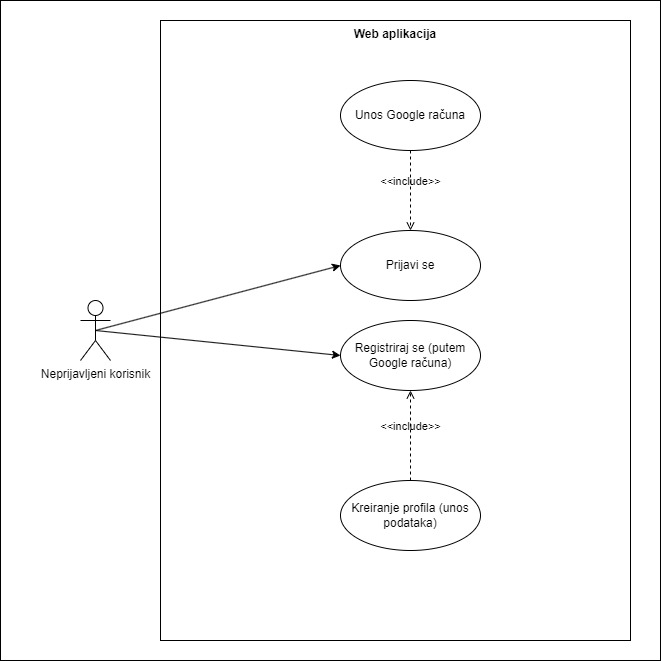 Web aplikacija
Unos Google računa
<<include>>
Prijavi se
Registriraj se (putem
Google računa)
Neprijavljeni korisnik
<<include>>
Kreiranje profila (unos
podataka)